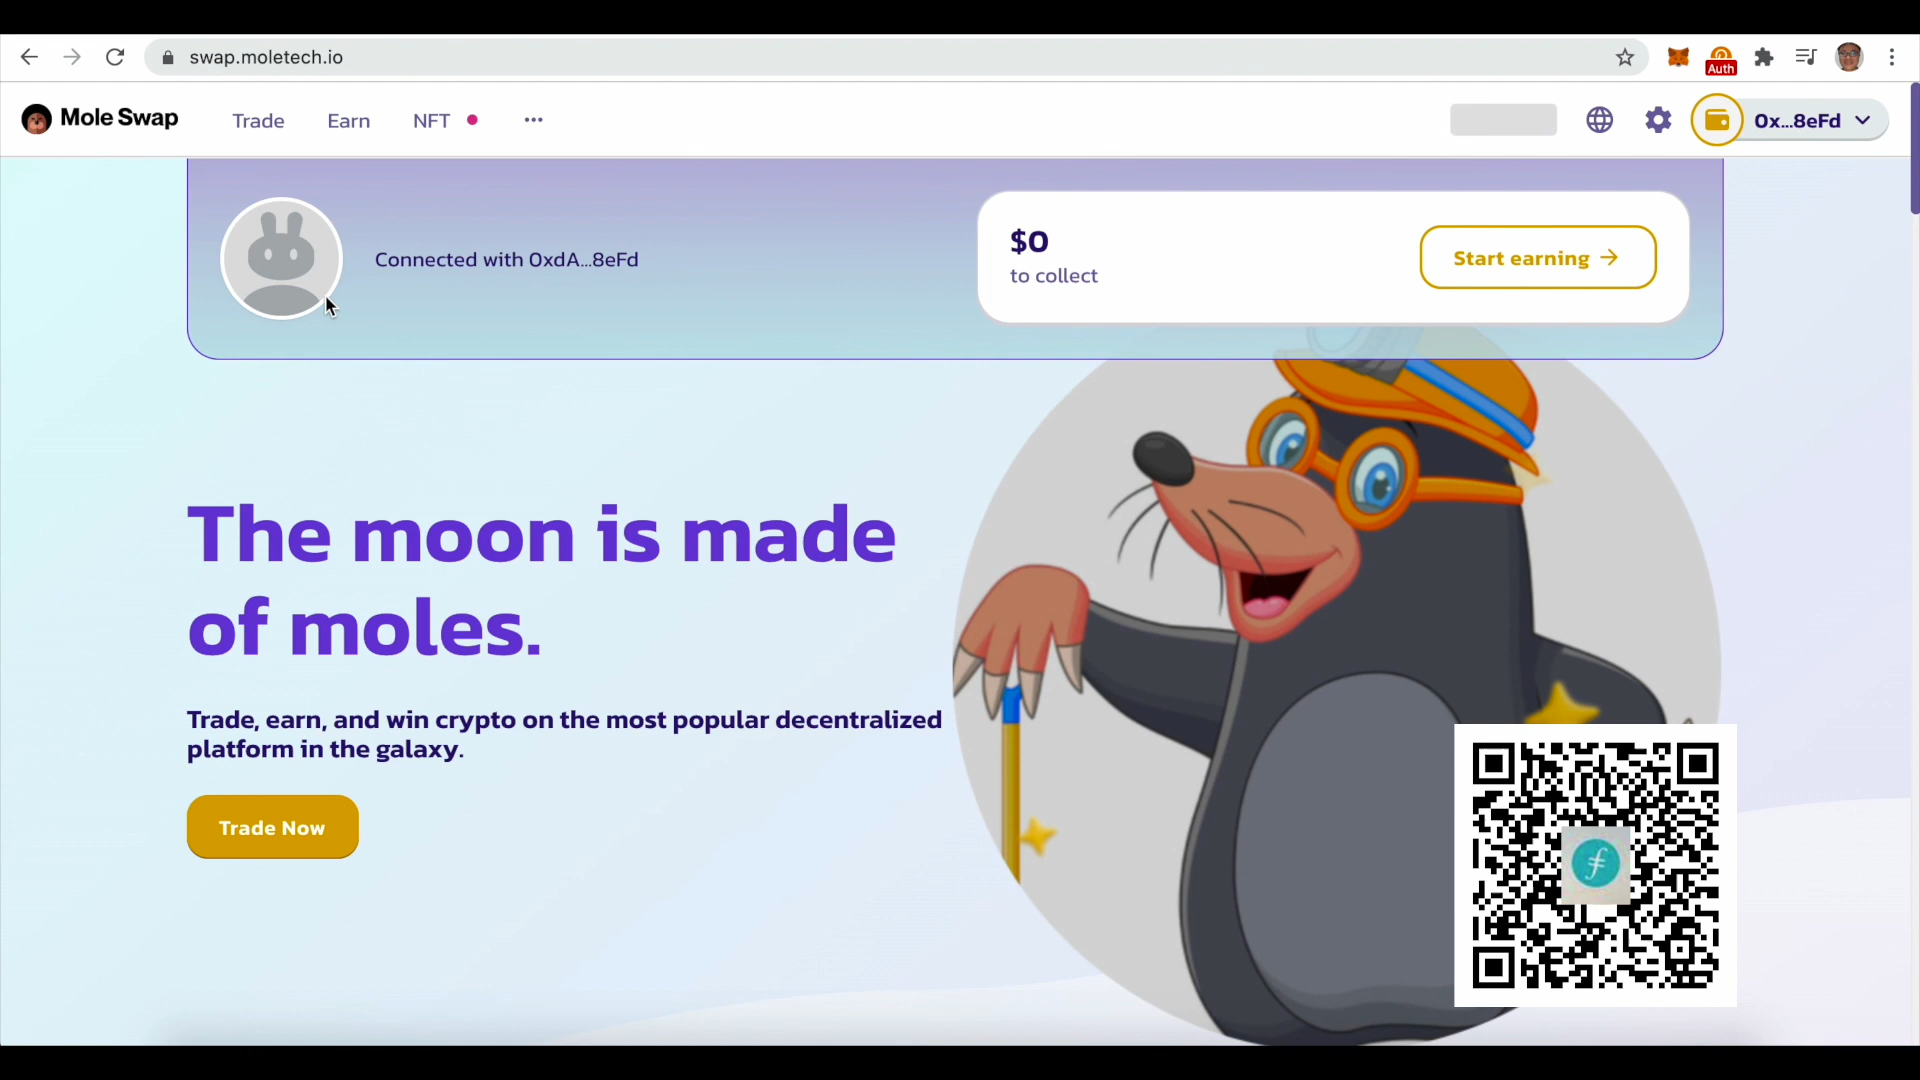 swap.moletech.io
Auth
Mole Swap
Trade
Earn
NFT
0x...8eFd
Connected with 0xdA...8eFd
$0
to collect
Start earning
The moon is made
of moles.
Trade, earn, and win crypto on the most popular decentralized
platform in the galaxy.
Trade Now